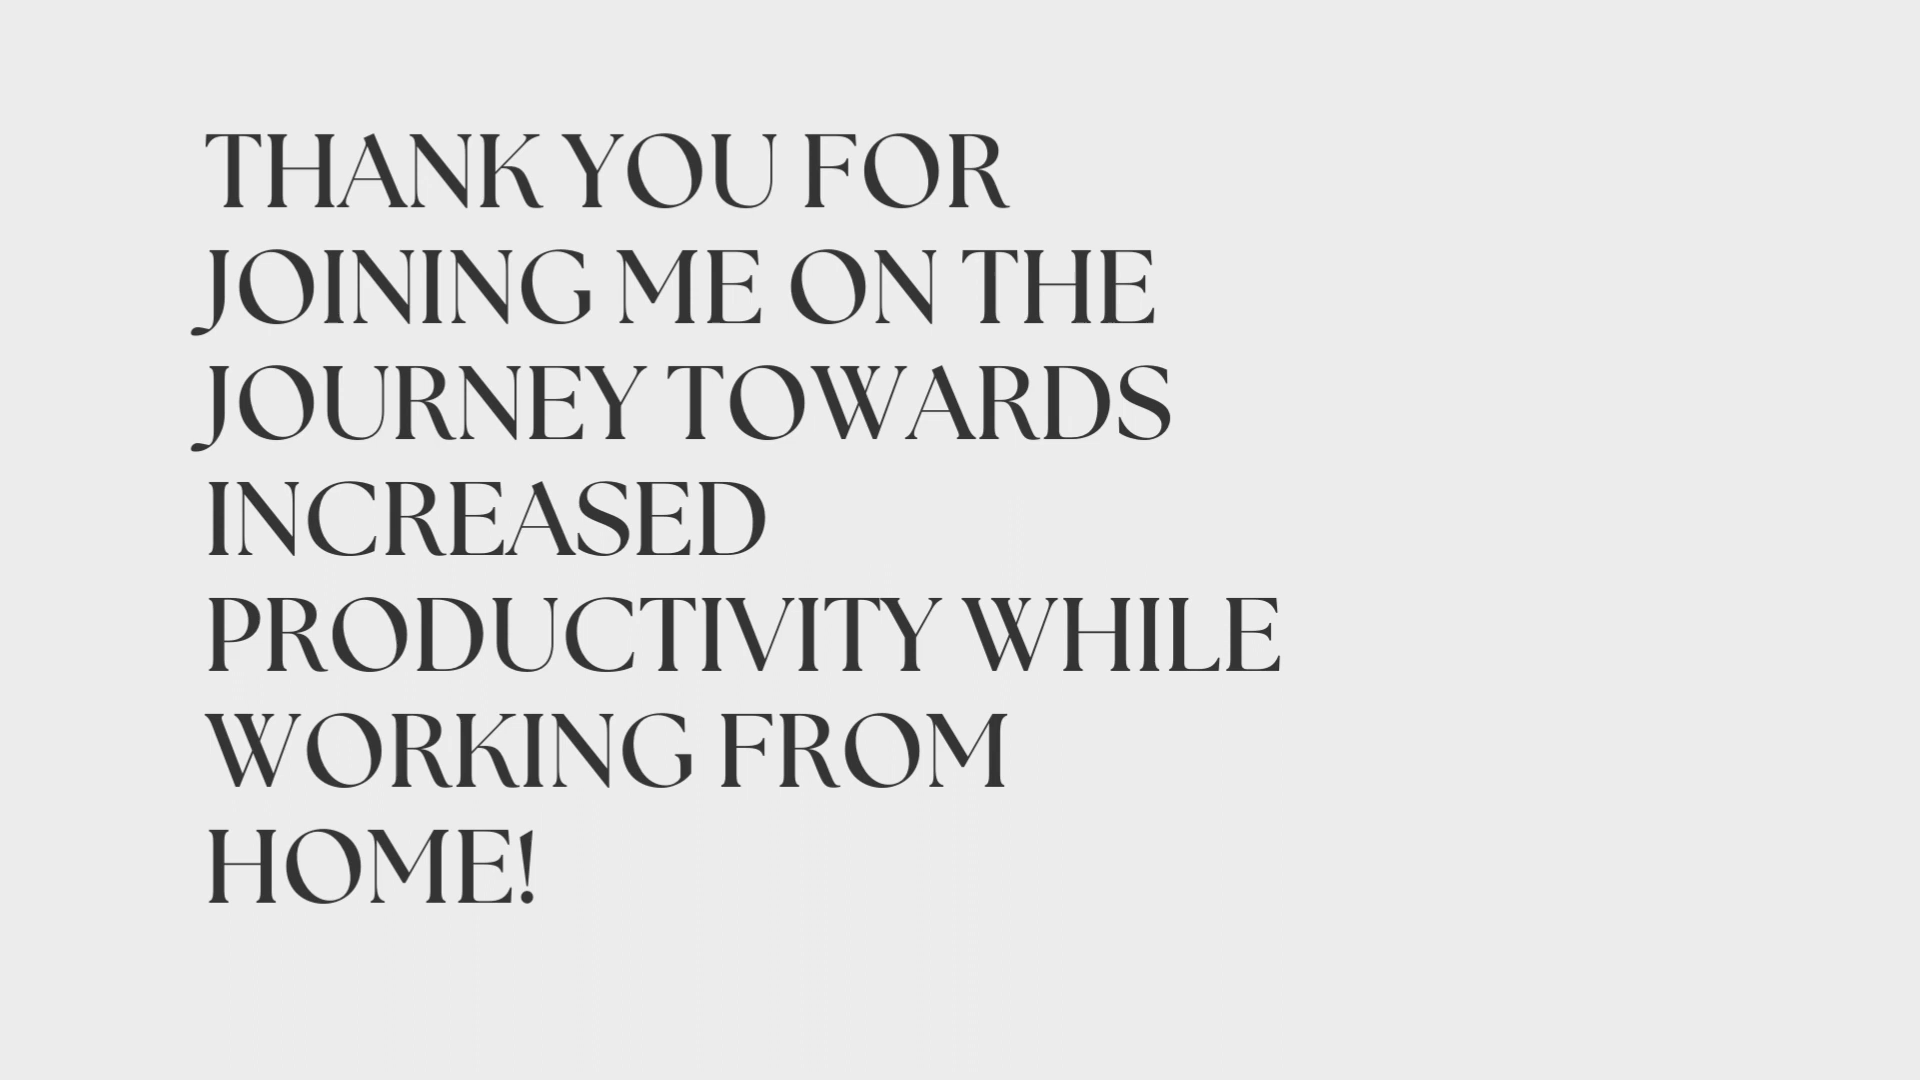 THANK YOU FOR
JOINING ME ON THE
JOURNEY TOWARDS
INCREASED
PRODUCTIVITY WHILE
WORKING FROM
HOME!